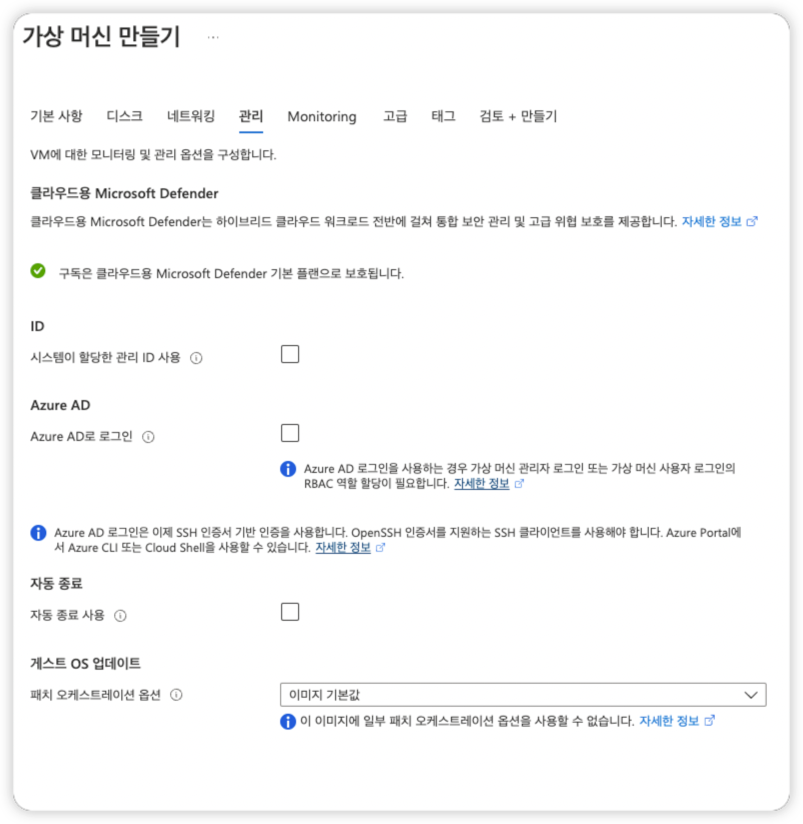 가상 머신 만들기 ...
기본 사항 디스크 네트워킹 관리 Monitoring 고급 태그 검토 + 만들기
VM에 대한 모니터링 및 관리 옵션을 구성합니다.
클라우드용 Microsoft Defender
클라우드용 Microsoft Defender는 하이브리드 클라우드 워크로드 전반에 걸쳐 통합 보안 관리 및 고급 위협 보호를 제공합니다. 자세한 정보
구독은 클라우드용 Microsoft Defender 기본 플랜으로 보호됩니다.
ID
시스템이 할당한 관리 ID 사용
Azure AD
Azure AD로 로그인
Azure AD 로그인을 사용하는 경우 가상 머신 관리자 로그인 또는 가상 머신 사용자 로그인의
RBAC 역할 할당이 필요합니다. 자세한 정보
Azure AD 로그인은 이제 SSH 인증서 기반 인증을 사용합니다. OpenSSH 인증서를 지원하는 SSH 클라이언트를 사용해야 합니다. Azure Portal에
서 Azure CLI 또는 Cloud Shell을 사용할 수 있습니다. 자세한 정보
자동 종료
자동 종료 사용
게스트 OS 업데이트
패치 오케스트레이션 옵션
이미지 기본값
이 이미지에 일부 패치 오케스트레이션 옵션을 사용할 수 없습니다. 자세한 정보